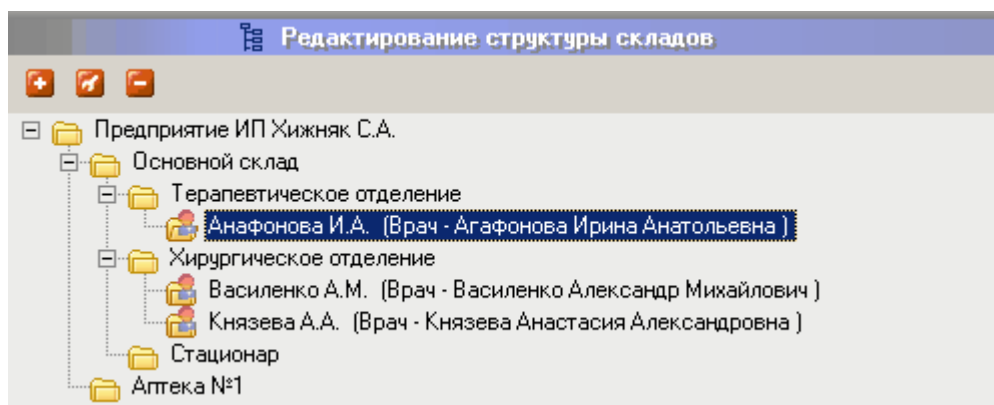 Редактирование структуры складов
Предприятие ИП Хижняк С.А.
Основной склад
Терапевтическое отделение
Анафонова И.А. (Врач - Агафонова Ирина Анатольевна )
Хирургическое отделение
Василенко А.М. (Врач - Василенко Александр Михайлович )
Князева А.А. (Врач - Князева Анастасия Александровна )
Стационар
Аптека №1